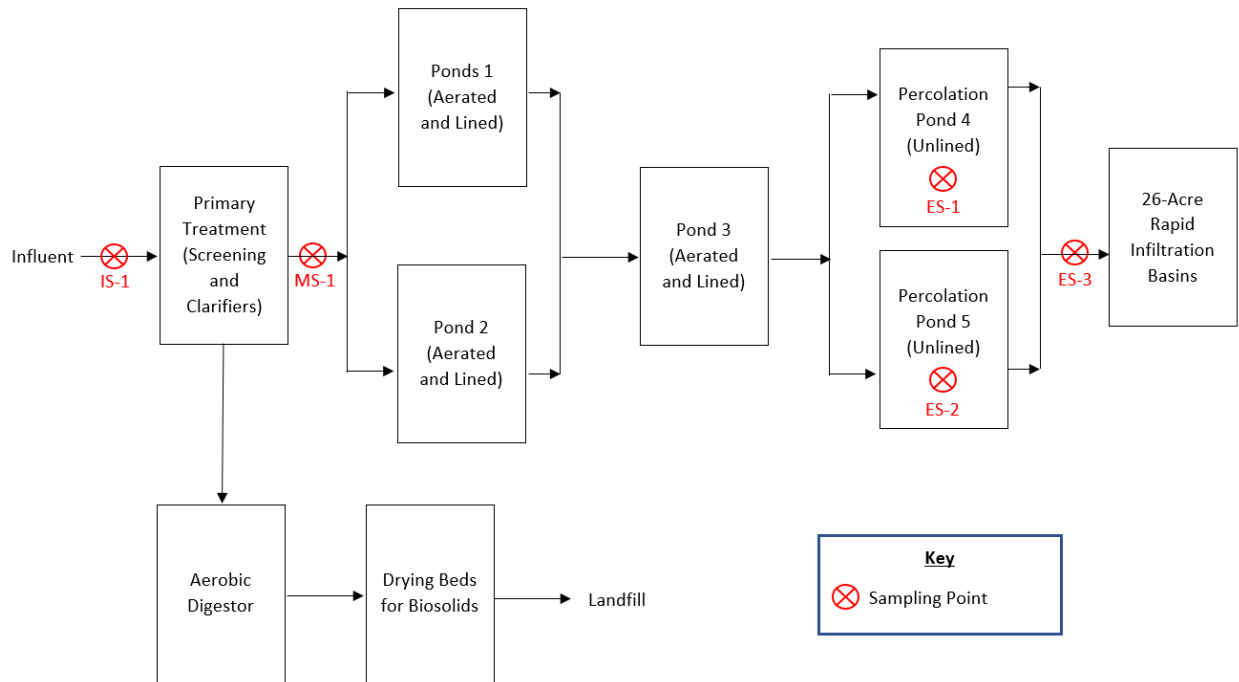 Influent
IS-1
Primary
Treatment
(Screening
and
Clarifiers)
MS-1
Ponds 1
(Aerated
and Lined)
Pond 2
(Aerated
and Lined)
Pond 3
(Aerated
and Lined)
Percolation
Pond 4
(Unlined)
ES-1
Percolation
Pond 5
(Unlined)
ES-2
ES-3
26-Acre
Rapid
Infiltration
Basins
Aerobic
Digestor
Drying Beds
for Biosolids
Landfill
Key
Sampling Point